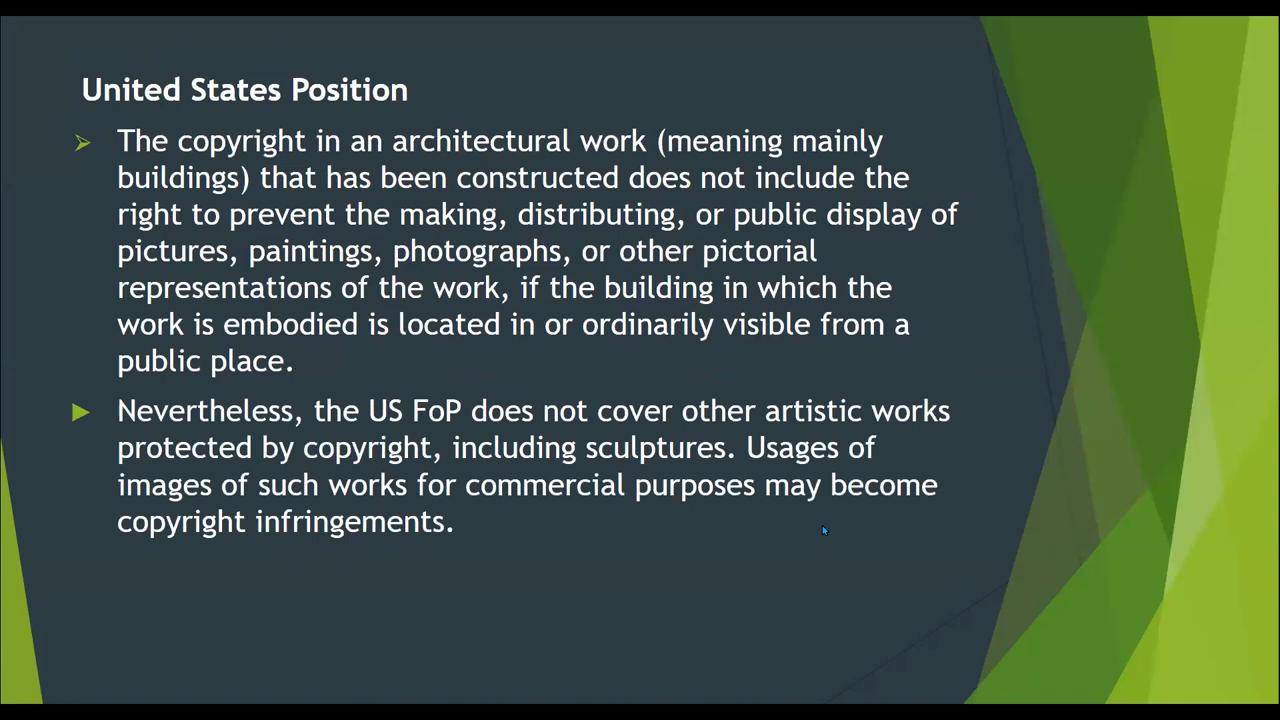 United States Position
The copyright in an architectural work (meaning mainly
buildings) that has been constructed does not include the
right to prevent the making, distributing, or public display of
pictures, paintings, photographs, or other pictorial
representations of the work, if the building in which the
work is embodied is located in or ordinarily visible from a
public place.
Nevertheless, the US FoP does not cover other artistic works
protected by copyright, including sculptures. Usages of
images of such works for commercial purposes may become
copyright infringements.